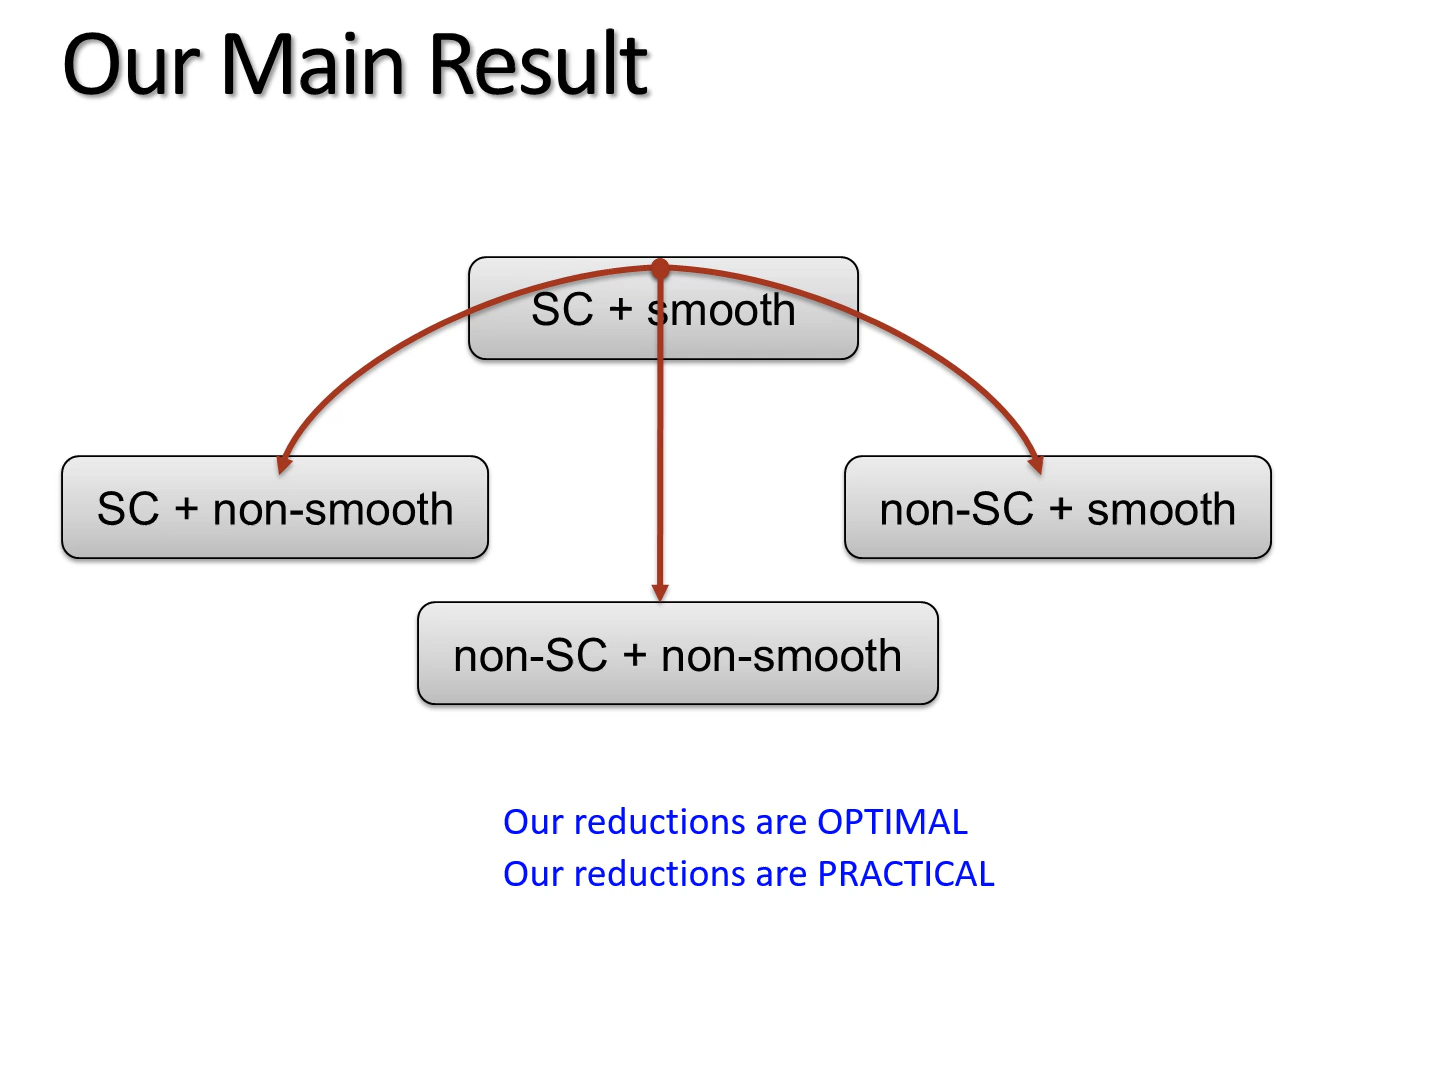 Our Main Result
SC + smooth
SC + non-smooth
non-SC + smooth
non-SC + non-smooth
Our reductions are OPTIMAL
Our reductions are PRACTICAL